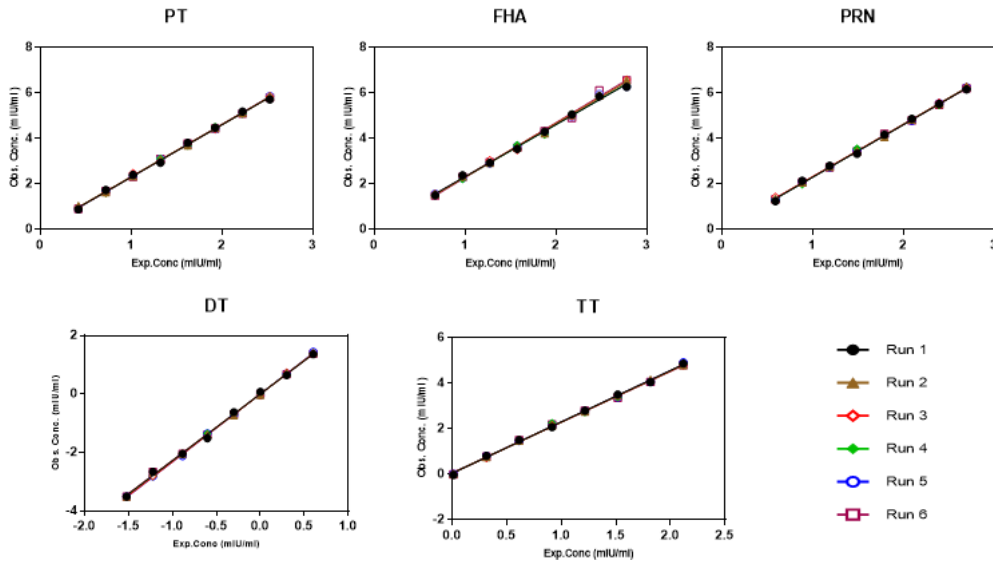 PT
FHA
PRN
8
6
4
2
0
Obs. Conc. (mIU/ml)
0
1
2
3
Exp.Conc (mIU/ml)
8
6
4
2
0
Obs. Conc. (mIU/ml)
0
1
2
3
Exp.Conc (mIU/ml)
8
6
4
2
0
Obs. Conc. (mIU/ml)
0
1
2
3
Exp.Conc (mIU/ml)
DT
TT
2
0
-2
-4
Obs. Conc. (mIU/ml)
-2.0
-1.5
-1.0
-0.5
0.0
0.5
1.0
Exp.Conc (mIU/ml)
6
4
2
0
-2
Obs. Conc. (mIU/ml)
0.0
0.5
1.0
1.5
2.0
2.5
Exp.Conc (mIU/ml)
Run 1
Run 2
Run 3
Run 4
Run 5
Run 6